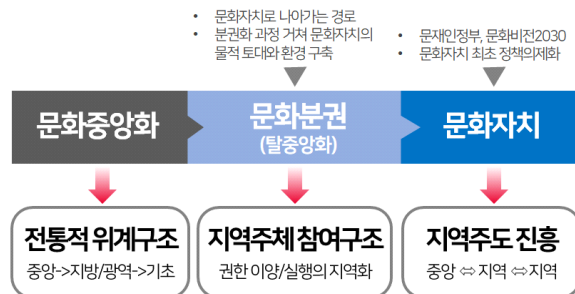 • 문화자치로 나아가는 경로
• 분권화 과정 거쳐 문화자치의
물적 토대와 환경 구축
• 문재인정부, 문화비전2030
• 문화자치 최초 정책의제화
문화중앙화
문화분권
(탈중앙화)
문화자치
전통적 위계구조
중앙->지방/광역->기초
지역주체 참여구조
권한 이양/실행의 지역화
지역주도 진흥
중앙 ⇔ 지역 ⇔지역